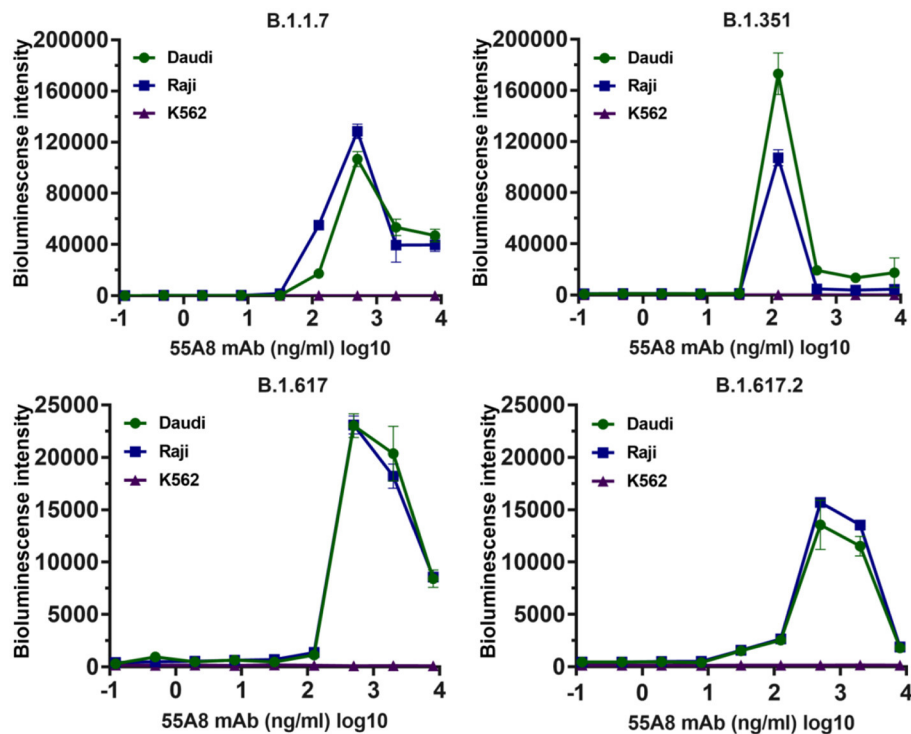 B.1.1.7
Bioluminescense intensity
200000
160000
120000
80000
40000
0
Daudi
Raji
K562
-1 0 1 2 3 4
55A8 mAb (ng/ml) log10
B.1.351
Bioluminescense intensity
200000
160000
120000
80000
40000
0
Daudi
Raji
K562
-1 0 1 2 3 4
55A8 mAb (ng/ml) log10
B.1.617
Bioluminescense intensity
25000
20000
15000
10000
5000
0
Daudi
Raji
K562
-1 0 1 2 3 4
55A8 mAb (ng/ml) log10
B.1.617.2
Bioluminescense intensity
25000
20000
15000
10000
5000
0
Daudi
Raji
K562
-1 0 1 2 3 4
55A8 mAb (ng/ml) log10